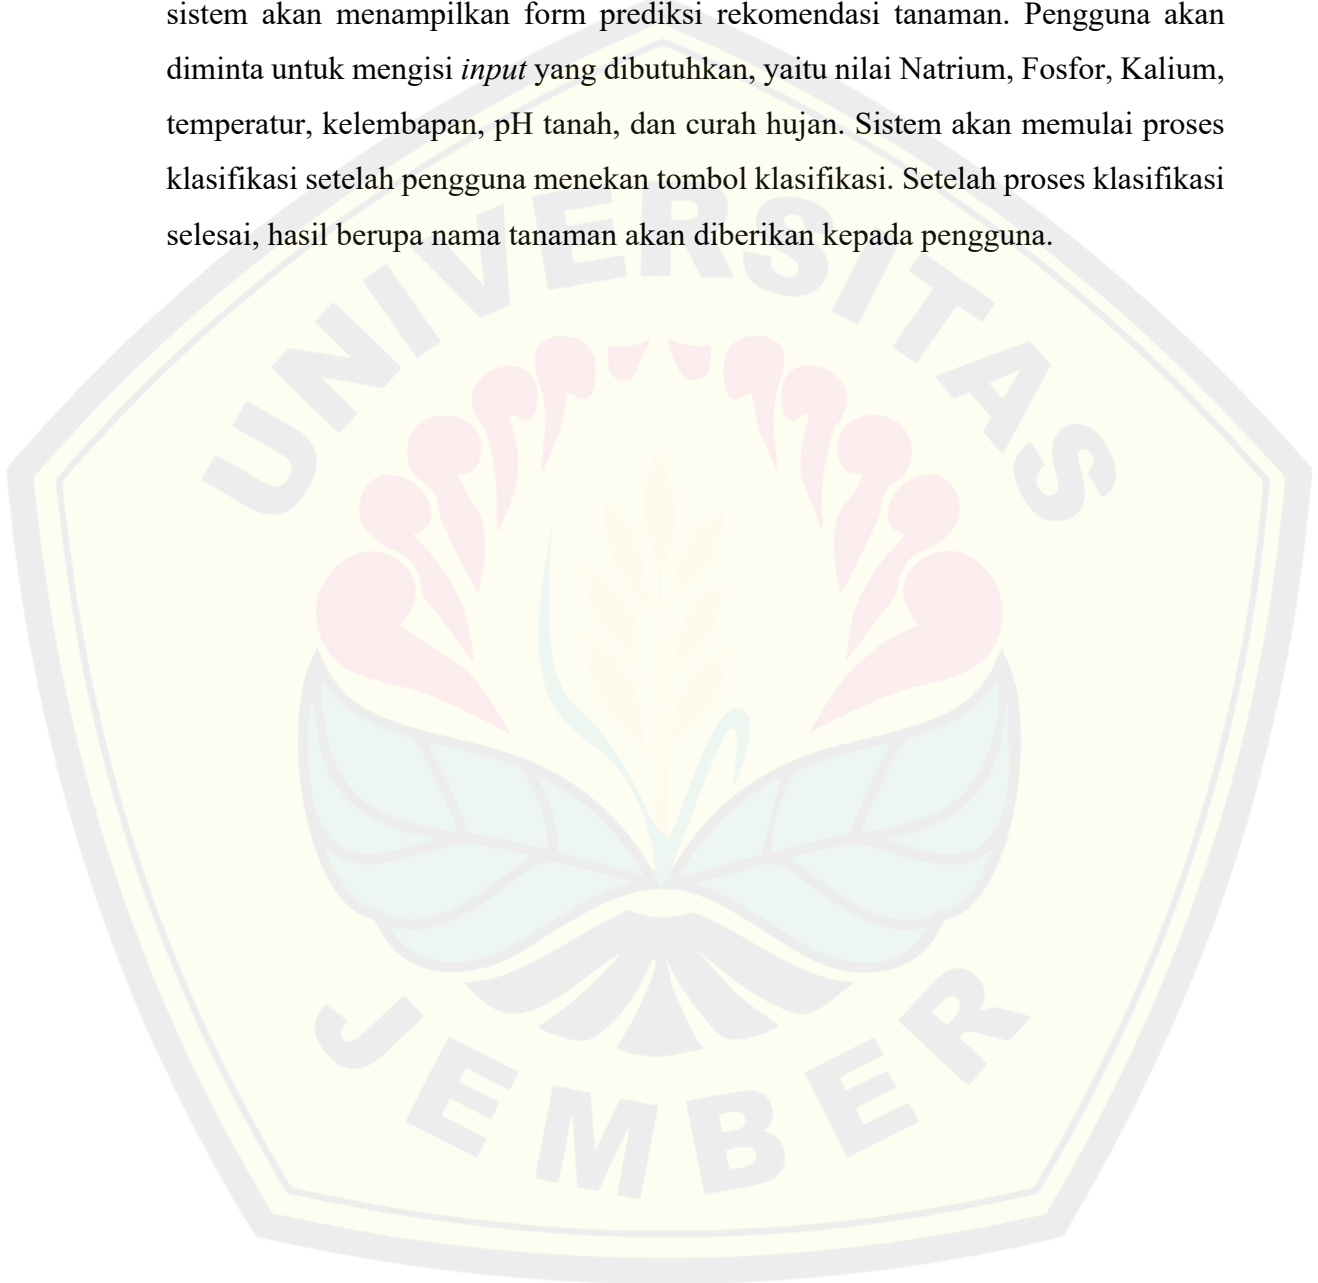 sistem akan menampilkan form prediksi rekomendasi tanaman. Pengguna akan
diminta untuk mengisi input yang dibutuhkan, yaitu nilai Natrium, Fosfor, Kalium,
temperatur, kelembapan, pH tanah, dan curah hujan. Sistem akan memulai proses
klasifikasi setelah pengguna menekan tombol klasifikasi. Setelah proses klasifikasi
selesai, hasil berupa nama tanaman akan diberikan kepada pengguna.
UNIVERSITAS
JEMBER